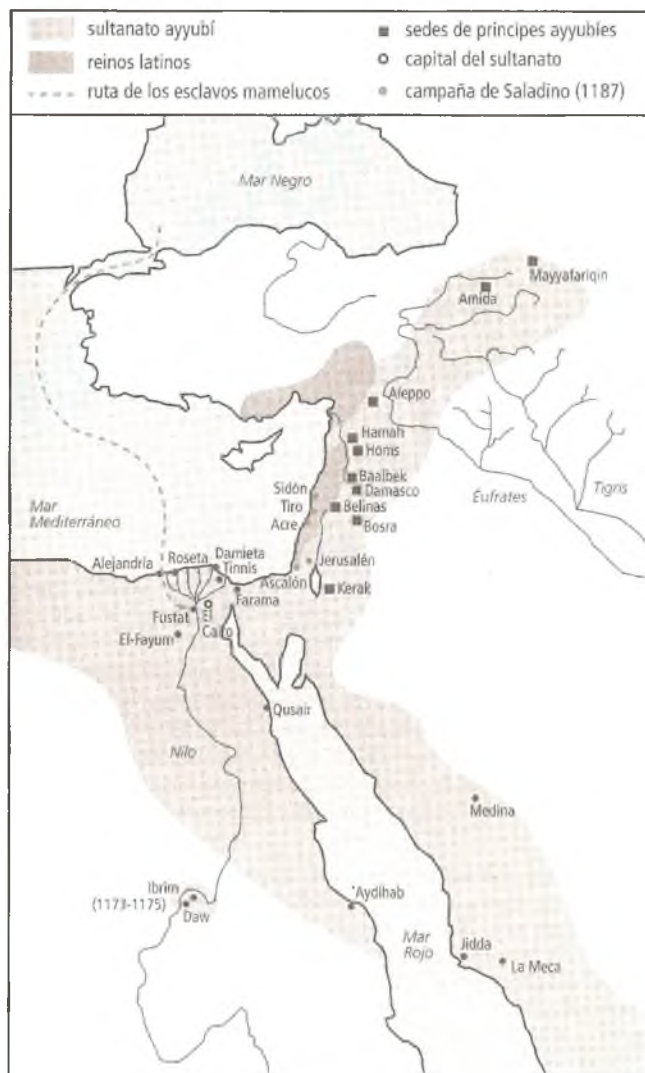 sultanato ayyubí
reinos latinos
ruta de los esclavos mamelucos
sedes de principes ayyubíes
capital del sultanato
campaña de Saladino (1187)
Mar Negro
Mayyafariqin
Amida
Aleppo
Hamah
Homs
Baalbek
Damasco
Belinas
Bosra
Sidón
Tiro
Acre
Éufrates
Tigris
Mar
Mediterráneo
Alejandría
Roseta
Damieta
Tinnis
Ascalón
Jerusalén
Kerak
Farama
Fustat
El
Cairo
El-Fayum
Qusair
Nilo
Medina
Ibrim
(1173-1175)
Daw
Aydihab
Mar
Rojo
Jidda
La Meca